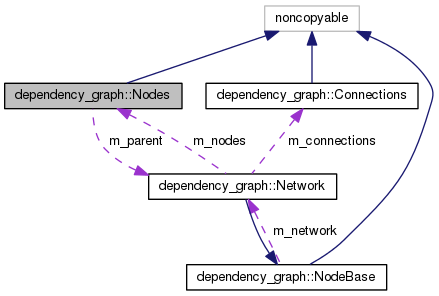 noncopyable
dependency_graph::Nodes
dependency_graph::Connections
m_parent
m_nodes
m_connections
dependency_graph::Network
m_network
dependency_graph::NodeBase